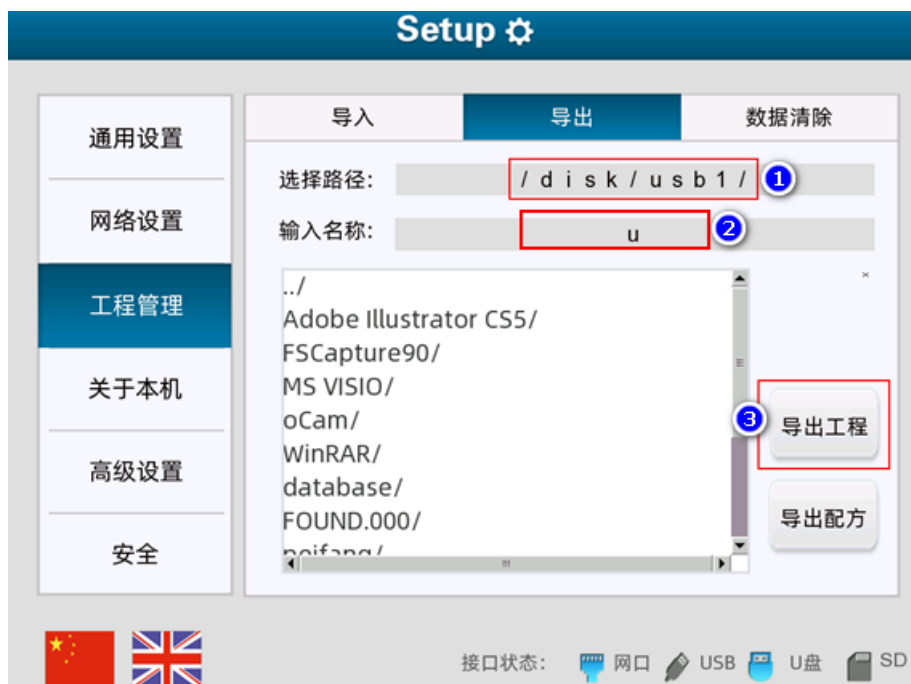 Setup
导入 导出 数据清除
通用设置
选择路径: /disk/usb1/ 1
网络设置
输入名称: u 2
工程管理
../
Adobe Illustrator CS5/
FSCapture90/
MS VISIO/
关于本机
oCam/
3 导出工程
WinRAR/
高级设置
database/
FOUND.000/
导出配方
peifang/
安全
接口状态: 网口 USB U盘 SD